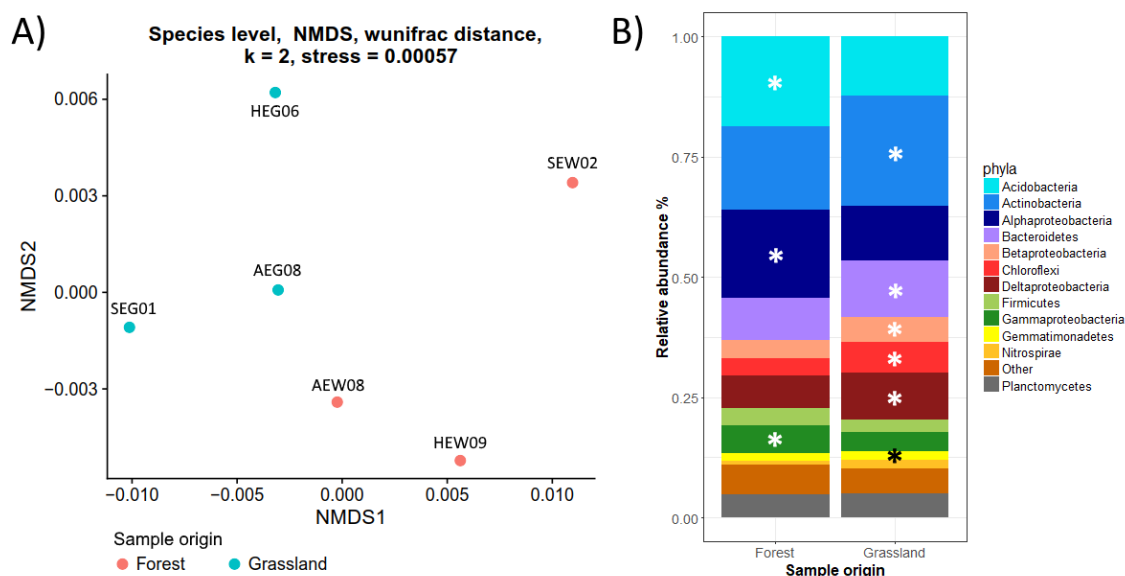 A)
Species level,  NMDS, wunifrac distance,
k = 2, stress = 0.00057
0.006
0.003
0.000
−0.003
NMDS2
HEG06
SEW02
AEG08
SEG01
AEW08
HEW09
−0.010 −0.005 0.000 0.005 0.010
NMDS1
Sample origin
Forest Grassland
B)
1.00
0.75
0.50
0.25
0.00
Relative abundance %
* * * * * * * * *
Forest Grassland
Sample origin
phyla
Acidobacteria
Actinobacteria
Alphaproteobacteria
Bacteroidetes
Betaproteobacteria
Chloroflexi
Deltaproteobacteria
Firmicutes
Gammaproteobacteria
Gemmatimonadetes
Nitrospirae
Other
Planctomycetes